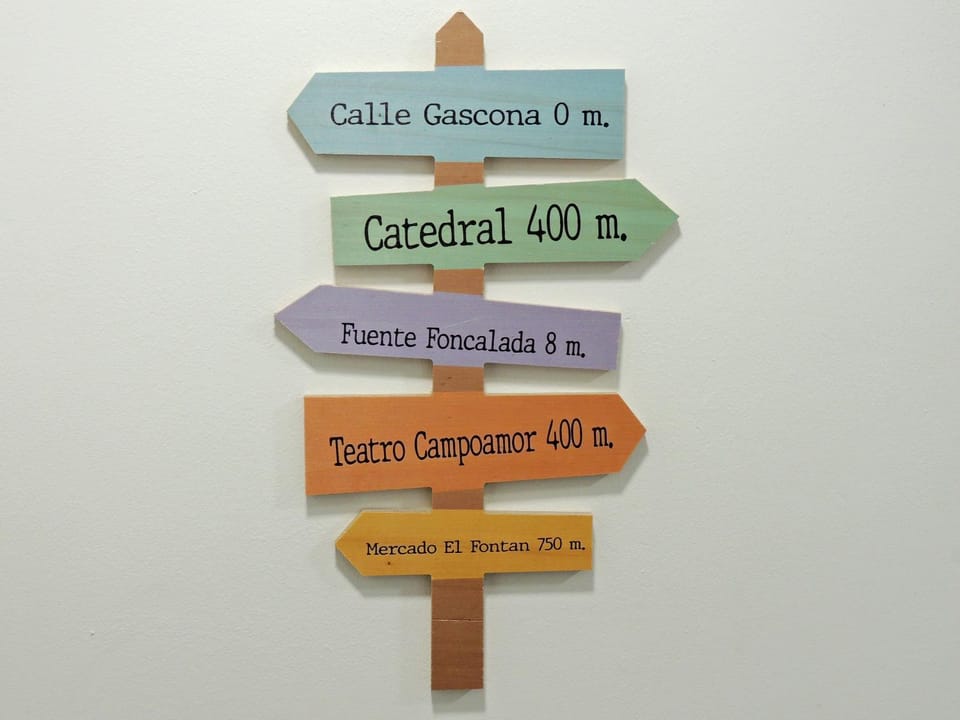 Calle Gascona 0 m.
Catedral 400 m.
Fuente Foncalada 8 m.
Teatro Campoamor 400 m.
Mercado El Fontan 750 m.